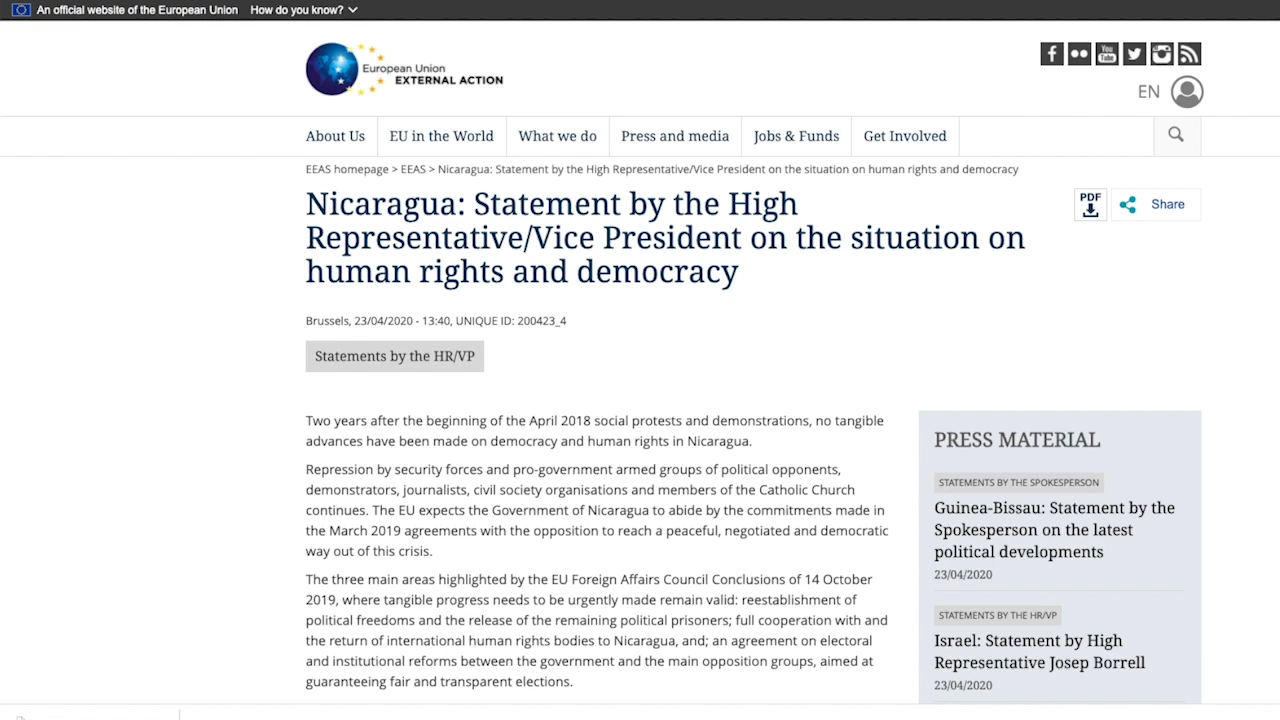 An official website of the European Union How do you know?
European Union
EXTERNAL ACTION
You
Tube
EN
About Us
EU in the World
What we do
Press and media
Jobs & Funds
Get Involved
EEAS homepage > EEAS > Nicaragua: Statement by the High Representative/Vice President on the situation on human rights and democracy
Nicaragua: Statement by the High
Representative/Vice President on the situation on
human rights and democracy
PDF
Share
Brussels, 23/04/2020 - 13:40, UNIQUE ID: 200423_4
Statements by the HR/VP
Two years after the beginning of the April 2018 social protests and demonstrations, no tangible
advances have been made on democracy and human rights in Nicaragua.
Repression by security forces and pro-government armed groups of political opponents,
demonstrators, journalists, civil society organisations and members of the Catholic Church
continues. The EU expects the Government of Nicaragua to abide by the commitments made in
the March 2019 agreements with the opposition to reach a peaceful, negotiated and democratic
way out of this crisis.
The three main areas highlighted by the EU Foreign Affairs Council Conclusions of 14 October
2019, where tangible progress needs to be urgently made remain valid: reestablishment of
political freedoms and the release of the remaining political prisoners; full cooperation with and
the return of international human rights bodies to Nicaragua, and; an agreement on electoral
and institutional reforms between the government and the main opposition groups, aimed at
guaranteeing fair and transparent elections.
PRESS MATERIAL
STATEMENTS BY THE SPOKESPERSON
Guinea-Bissau: Statement by the
Spokesperson on the latest
political developments
23/04/2020
STATEMENTS BY THE HR/VP
Israel: Statement by High
Representative Josep Borrell
23/04/2020